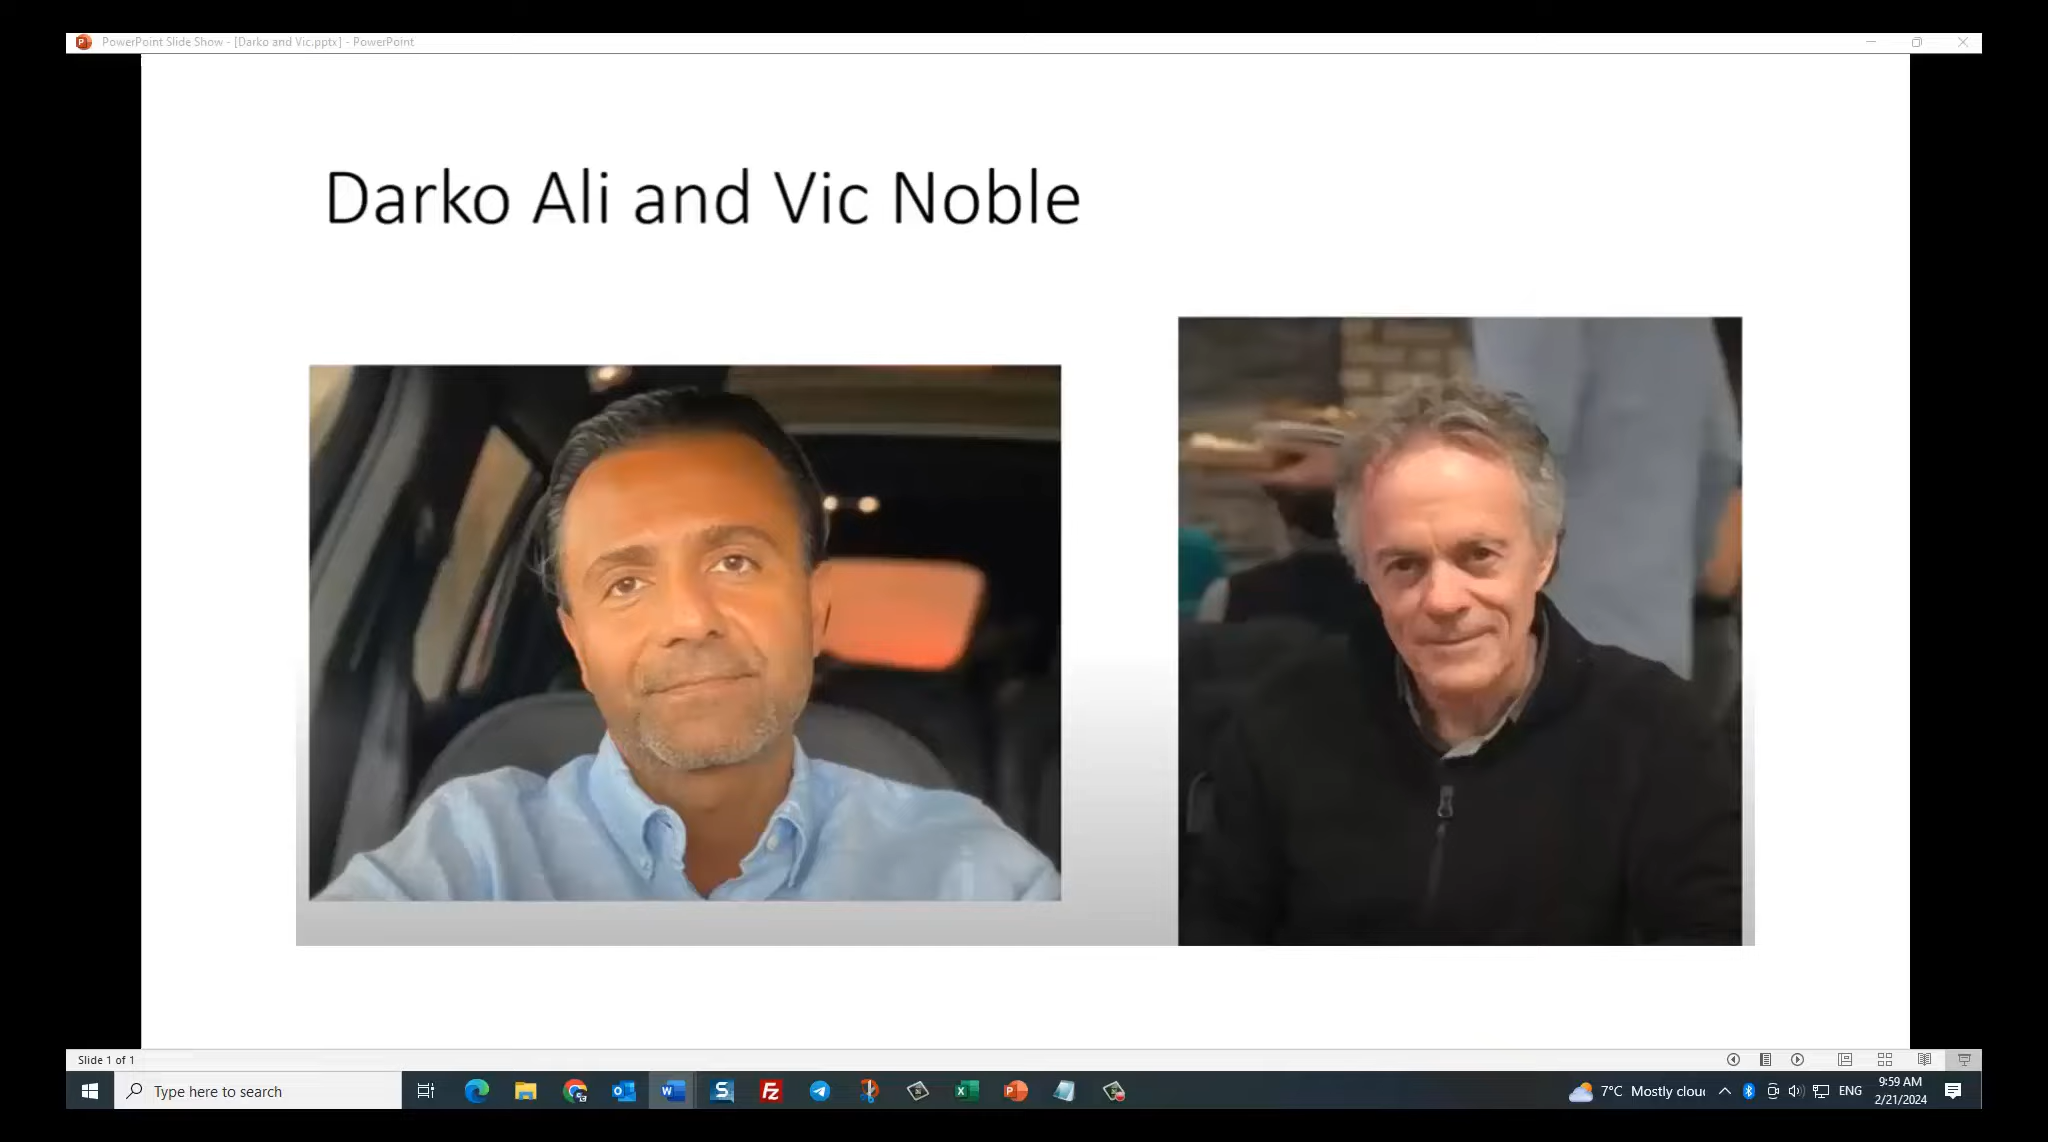 PowerPoint Slide Show - [Darko and Vic.pptx] - PowerPoint
Darko Ali and Vic Noble
Slide 1 of 1
Type here to search
7°C Mostly clou
ENG
9:59 AM
2/21/2024